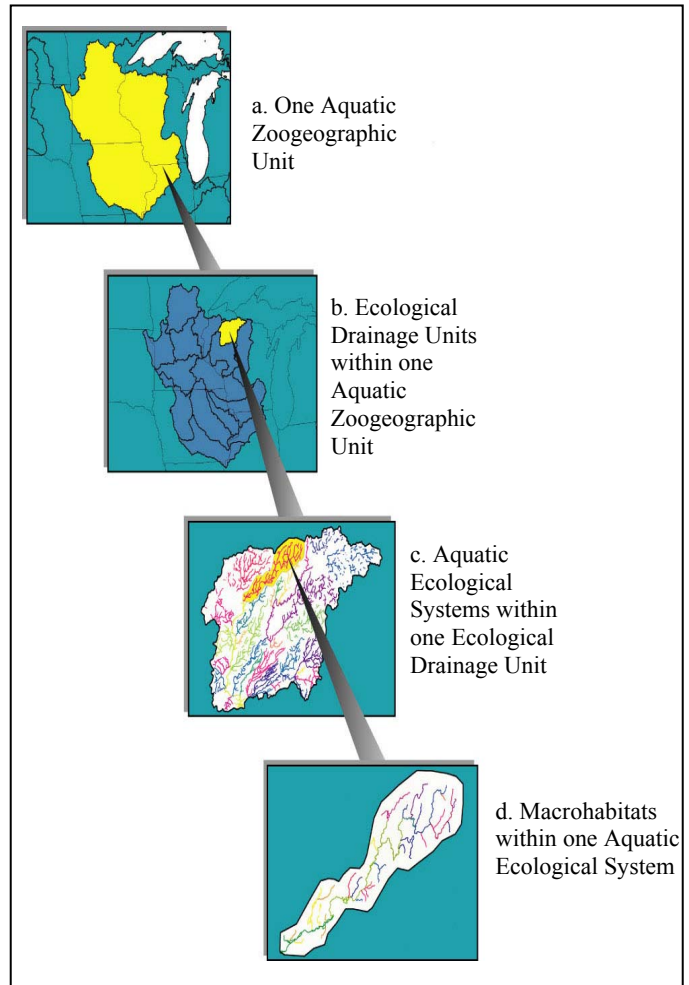 a. One Aquatic
Zoogeographic
Unit
b. Ecological
Drainage Units
within one
Aquatic
Zoogeographic
Unit
c. Aquatic
Ecological
Systems within
one Ecological
Drainage Unit
d. Macrohabitats
within one Aquatic
Ecological System